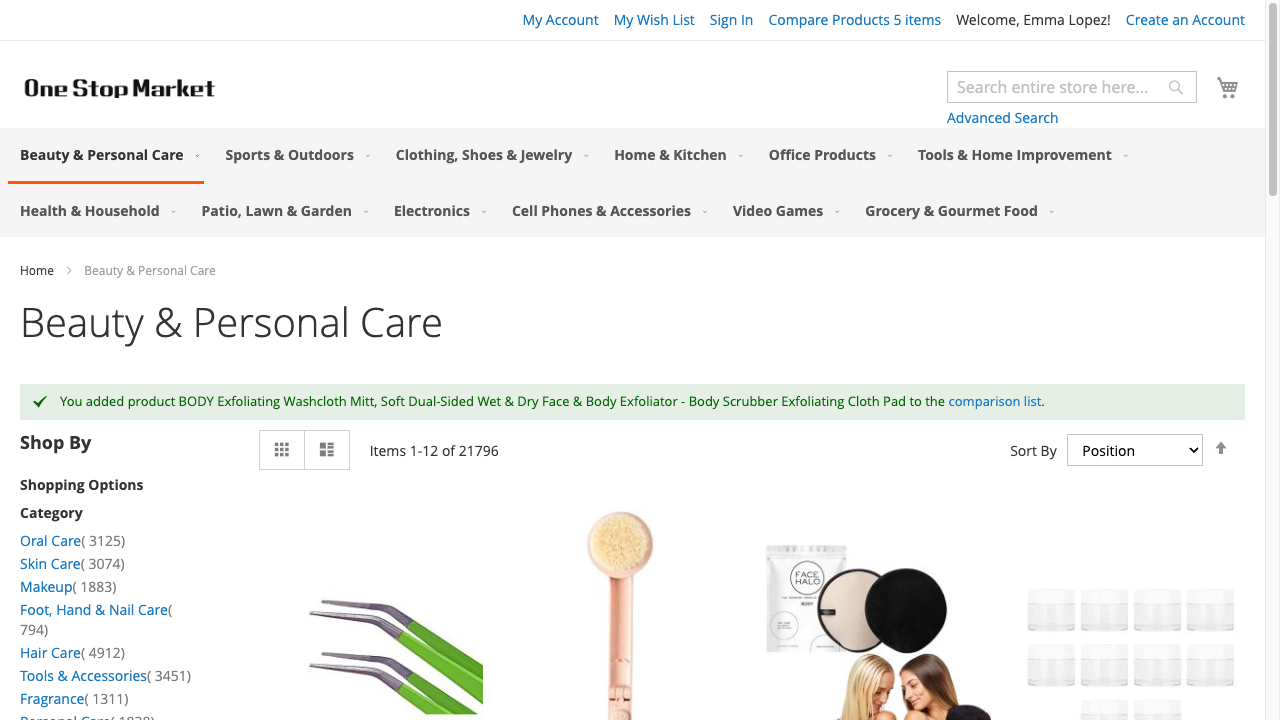 My Account My Wish List Sign In Compare Products 5 items Welcome, Emma Lopez! Create an Account
One Stop Market
Search entire store here...
Advanced Search
Beauty & Personal Care Sports & Outdoors Clothing, Shoes & Jewelry Home & Kitchen Office Products Tools & Home Improvement
Health & Household Patio, Lawn & Garden Electronics Cell Phones & Accessories Video Games Grocery & Gourmet Food
Home Beauty & Personal Care
Beauty & Personal Care
You added product BODY Exfoliating Washcloth Mitt, Soft Dual-Sided Wet & Dry Face & Body Exfoliator - Body Scrubber Exfoliating Cloth Pad to the comparison list.
Shop By
Items 1-12 of 21796
Sort By Position
Shopping Options
Category
Oral Care( 3125)
Skin Care( 3074)
Makeup( 1883)
Foot, Hand & Nail Care(
794)
Hair Care( 4912)
Tools & Accessories( 3451)
Fragrance( 1311)
Personal Care( 1838)
FACE
HALO
BODY